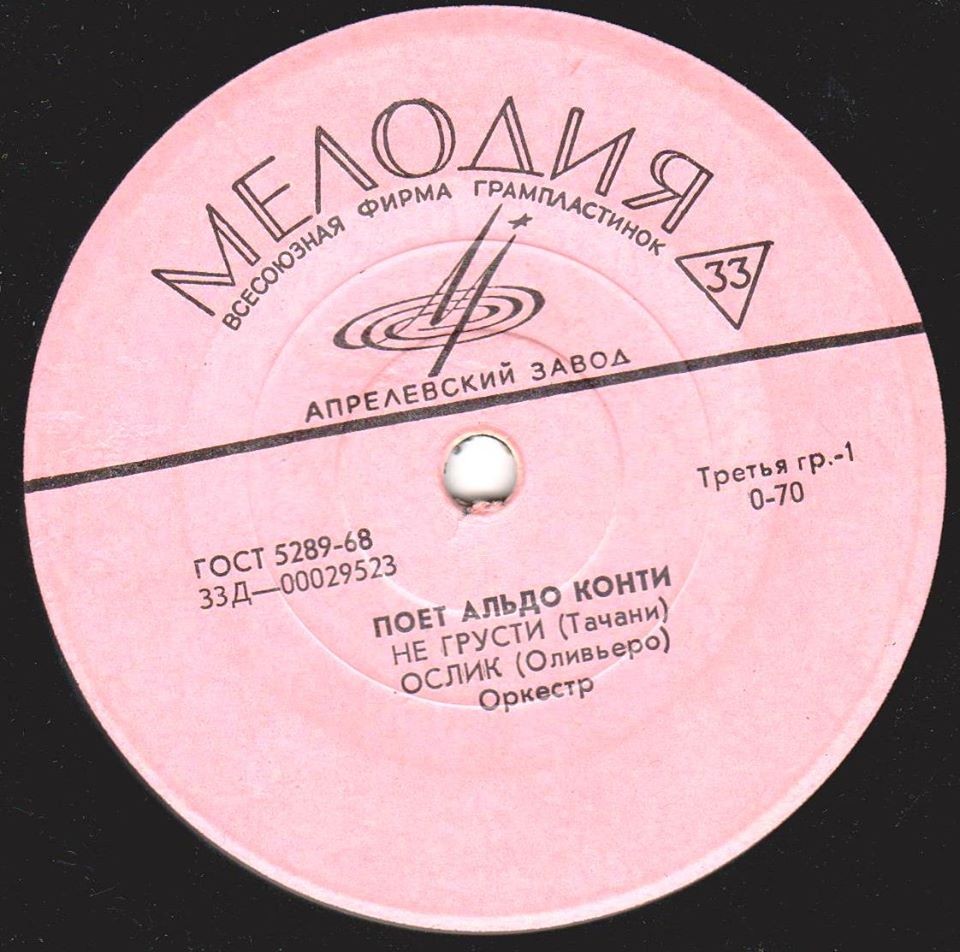 МЕЛОДИЯ
ВСЕСОЮЗНАЯ ФИРМА ГРАМПЛАСТИНОК
33
АПРЕЛЕВСКИЙ ЗАВОД
Третья гр.-1
0-70
ГОСТ 5289-68
33Д—00029523
ПОЕТ АЛЬДО КОНТИ
НЕ ГРУСТИ (Тачани)
ОСЛИК (Оливьеро)
Оркестр